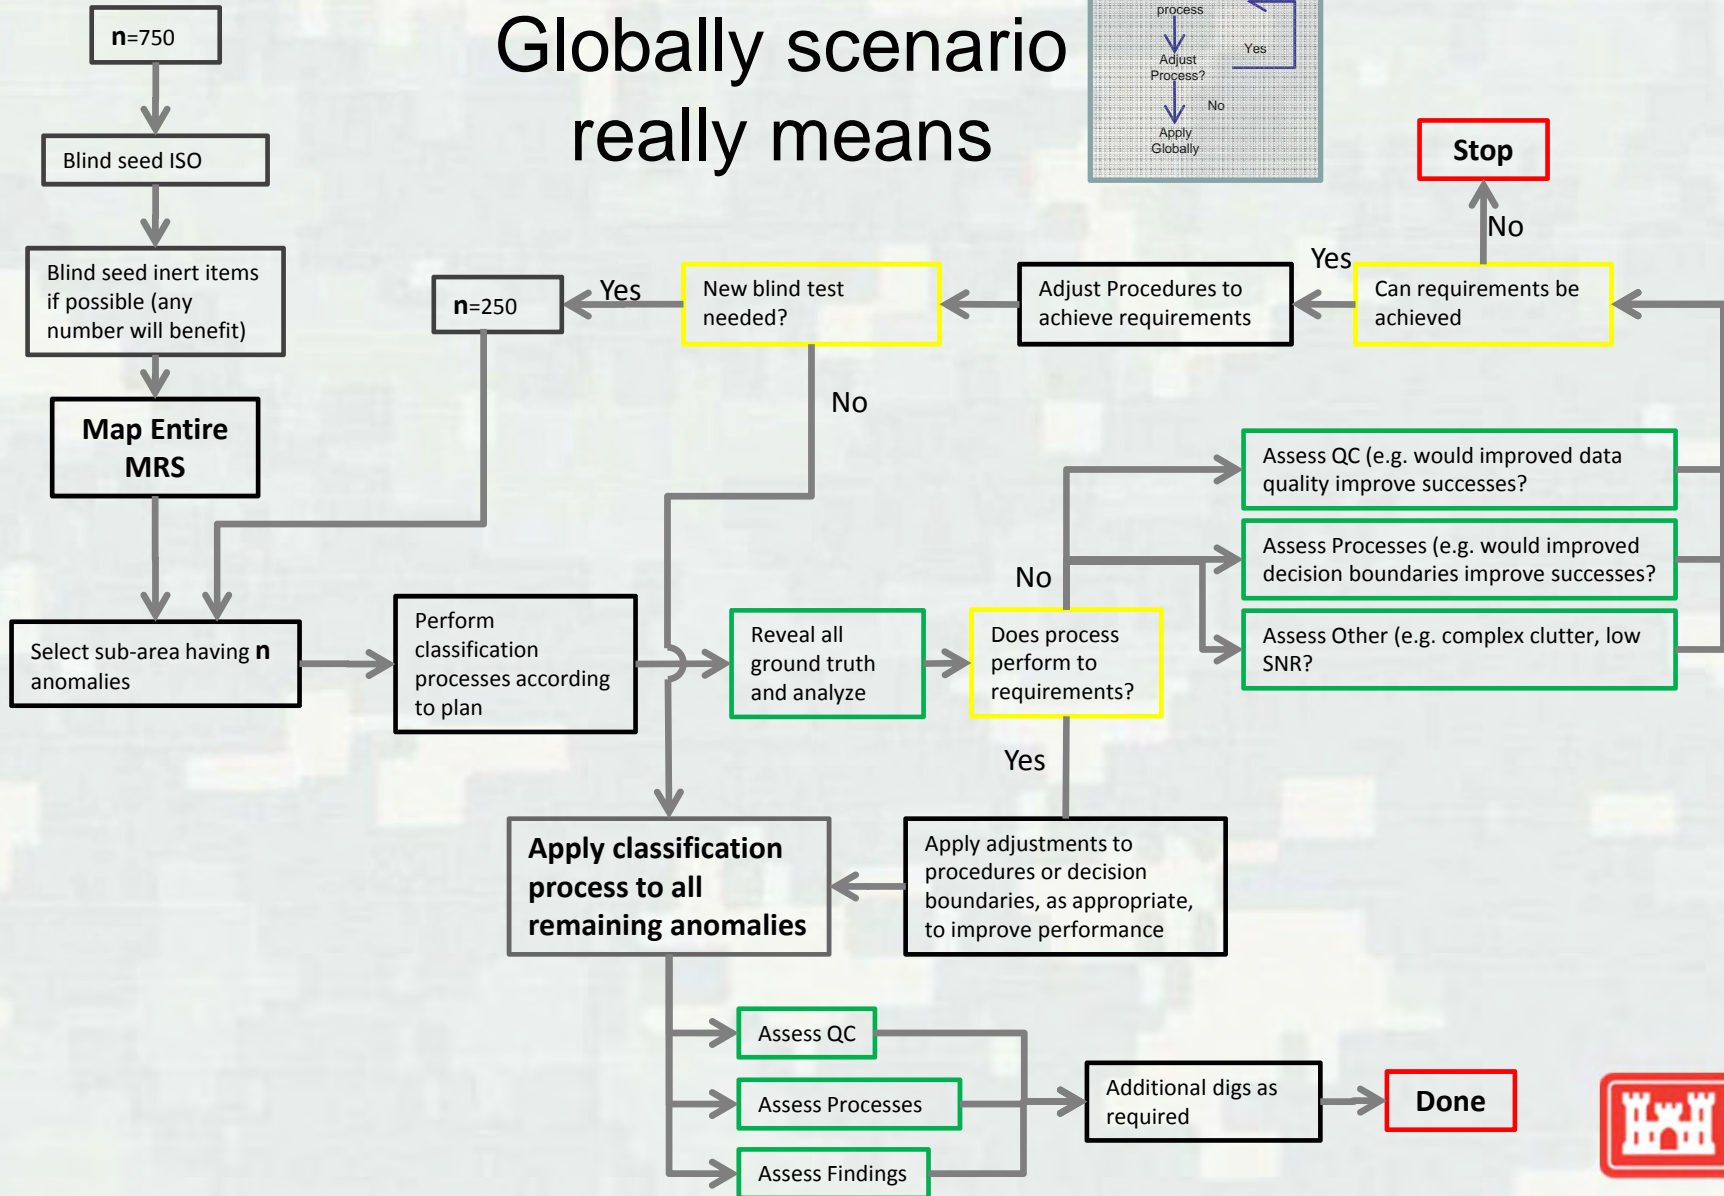 Globally scenario
really means
process
Yes
Adjust
Process?
No
Apply
Globally
n=750
Blind seed ISO
Blind seed inert items
if possible (any
number will benefit)
Map Entire
MRS
Select sub-area having n
anomalies
n=250
Yes
New blind test
needed?
No
Adjust Procedures to
achieve requirements
Yes
Can requirements be
achieved
No
Stop
Perform
classification
processes according
to plan
Reveal all
ground truth
and analyze
Does process
perform to
requirements?
No
Yes
Assess QC (e.g. would improved data
quality improve successes?
Assess Processes (e.g. would improved
decision boundaries improve successes?
Assess Other (e.g. complex clutter, low
SNR?
Apply classification
process to all
remaining anomalies
Apply adjustments to
procedures or decision
boundaries, as appropriate,
to improve performance
Assess QC
Assess Processes
Assess Findings
Additional digs as
required
Done